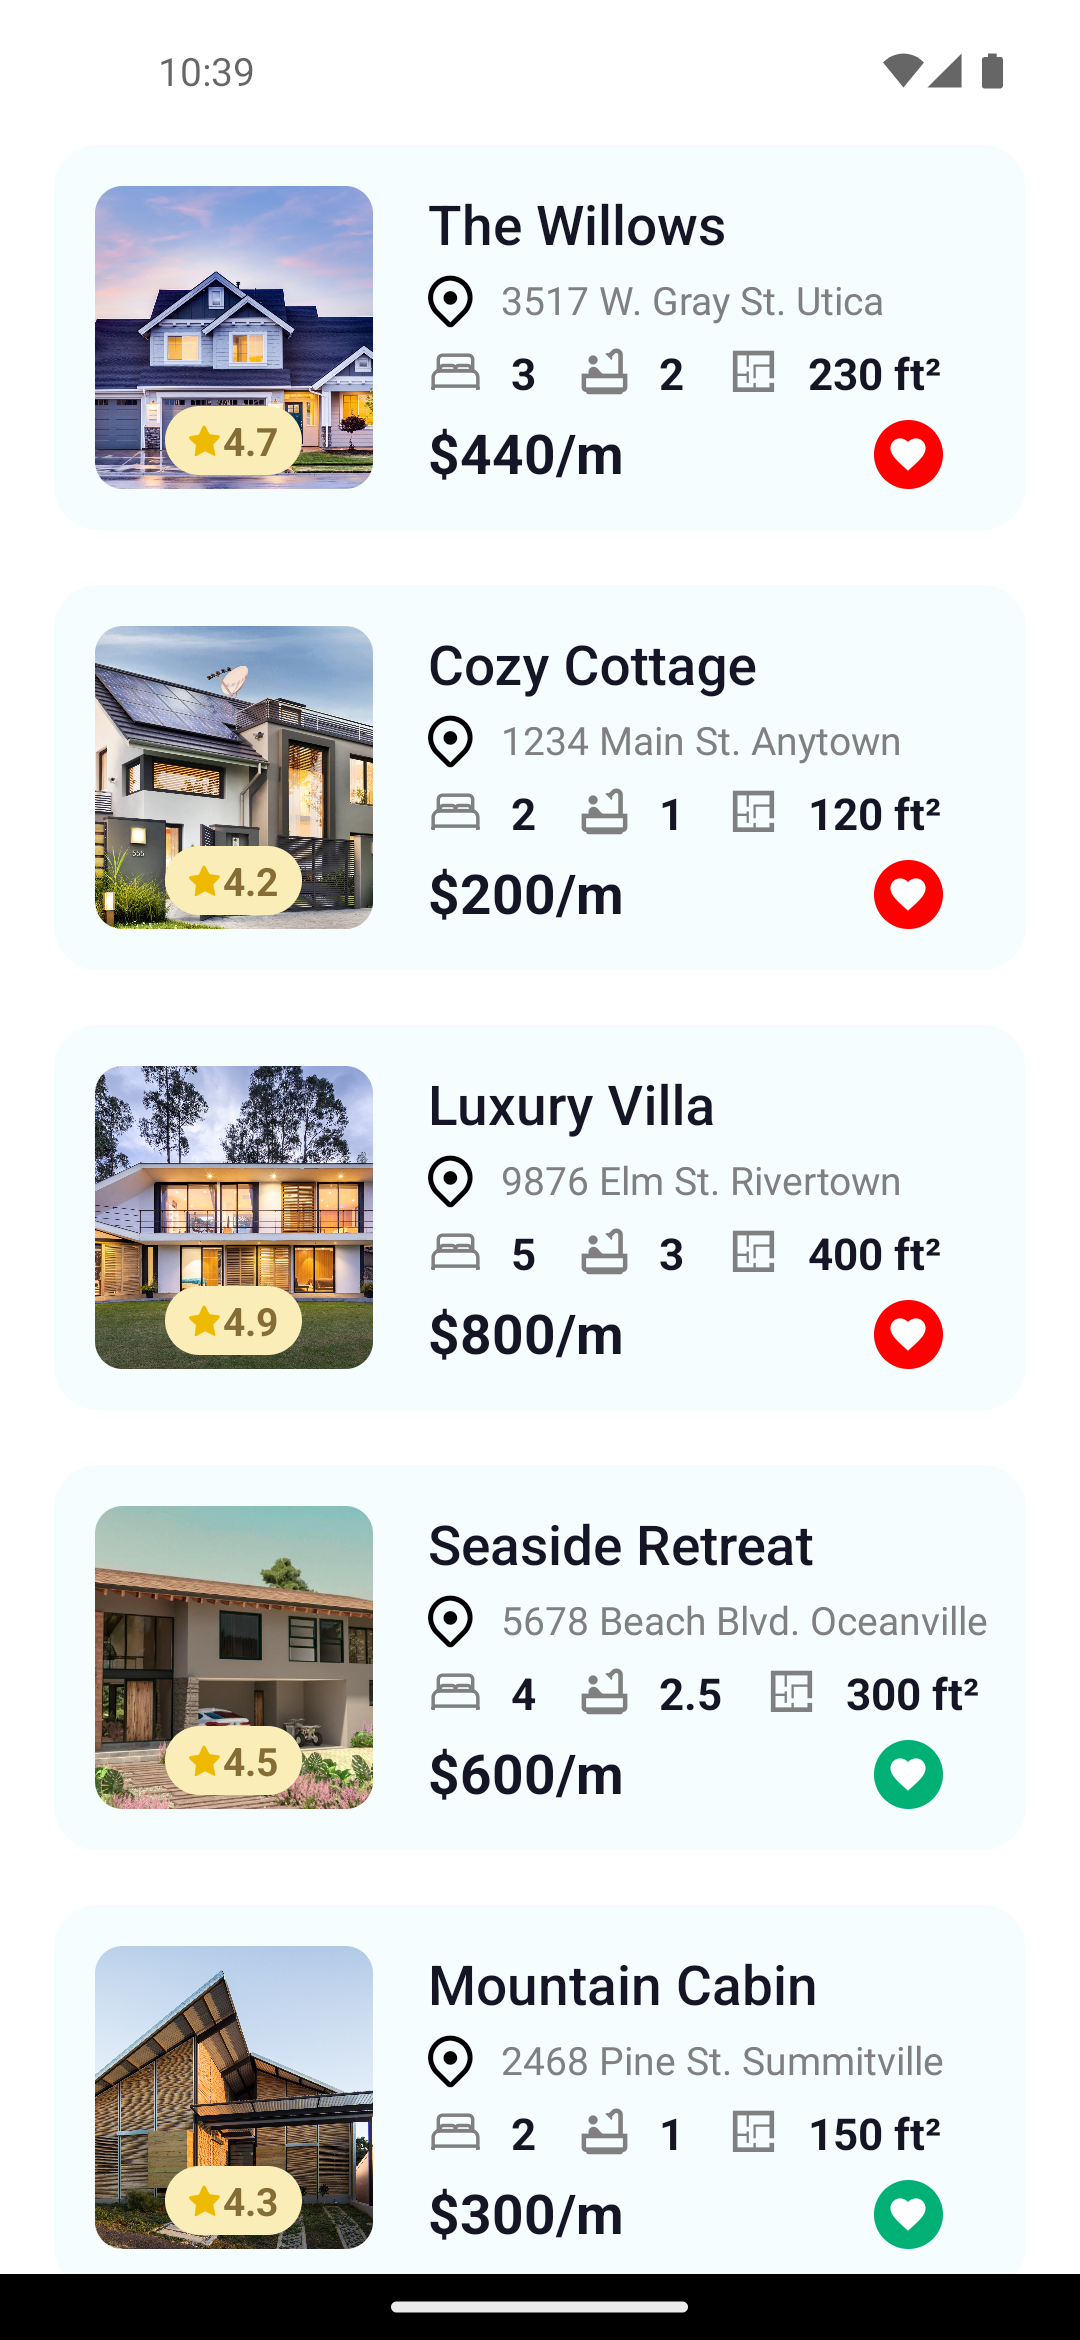 10:39
The Willows
3517 W. Gray St. Utica
3 2 230 ft²
4.7
$440/m
Cozy Cottage
1234 Main St. Anytown
2 1 120 ft²
555
4.2
$200/m
Luxury Villa
9876 Elm St. Rivertown
5 3 400 ft²
4.9
$800/m
Seaside Retreat
5678 Beach Blvd. Oceanville
4 2.5 300 ft²
4.5
$600/m
Mountain Cabin
2468 Pine St. Summitville
2 1 150 ft²
4.3
$300/m